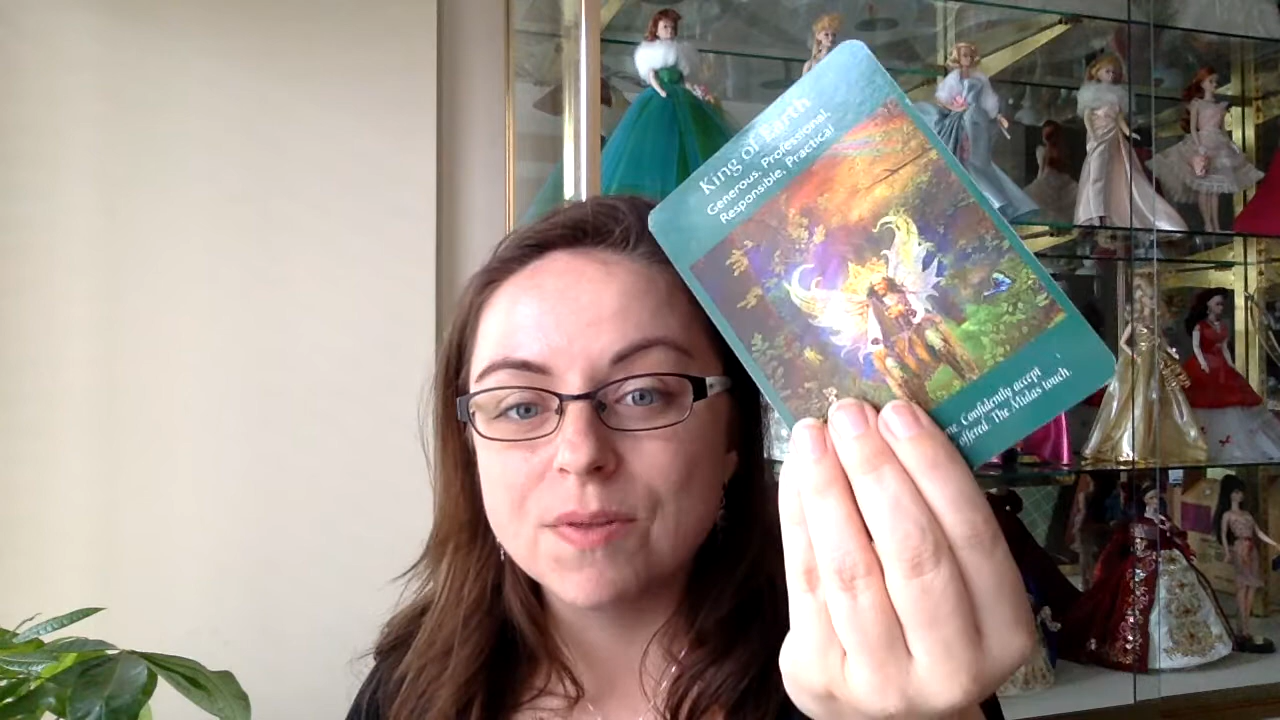 King of Earth
Generous, Professional,
Responsible, Practical
Confidently accept
offered. The Midas touch.